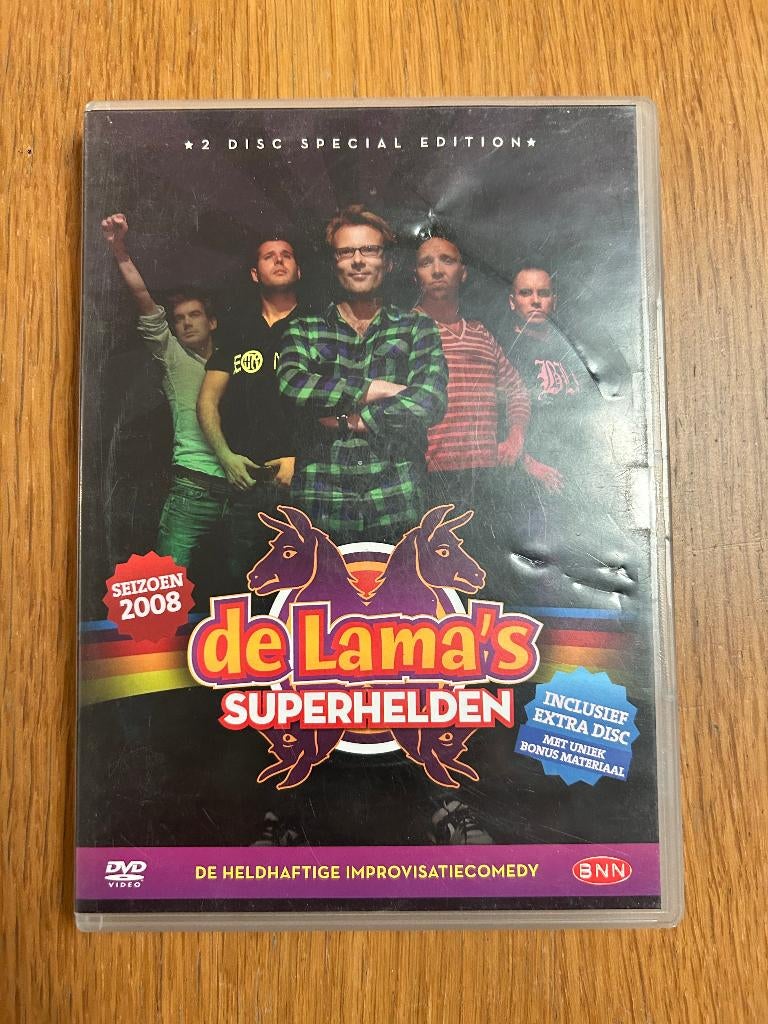 ★2 DISC SPECIAL EDITION★
SEIZOEN
2008
de Lama's
SUPERHELDEN
INCLUSIEF
EXTRA DISC
MET UNIEK
BONUS MATERIAAL
DVD
VIDEO
DE HELDHAFTIGE IMPROVISATIECOMEDY
BNN